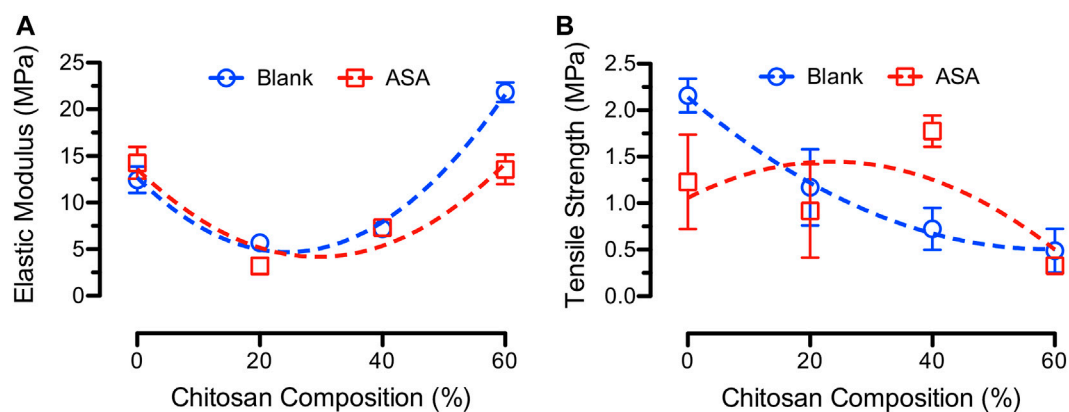 A
Elastic Modulus (MPa)
25
20
15
10
5
0
Blank
ASA
0
20
40
60
Chitosan Composition (%)
B
Tensile Strength (MPa)
2.5
2.0
1.5
1.0
0.5
0.0
Blank
ASA
0
20
40
60
Chitosan Composition (%)